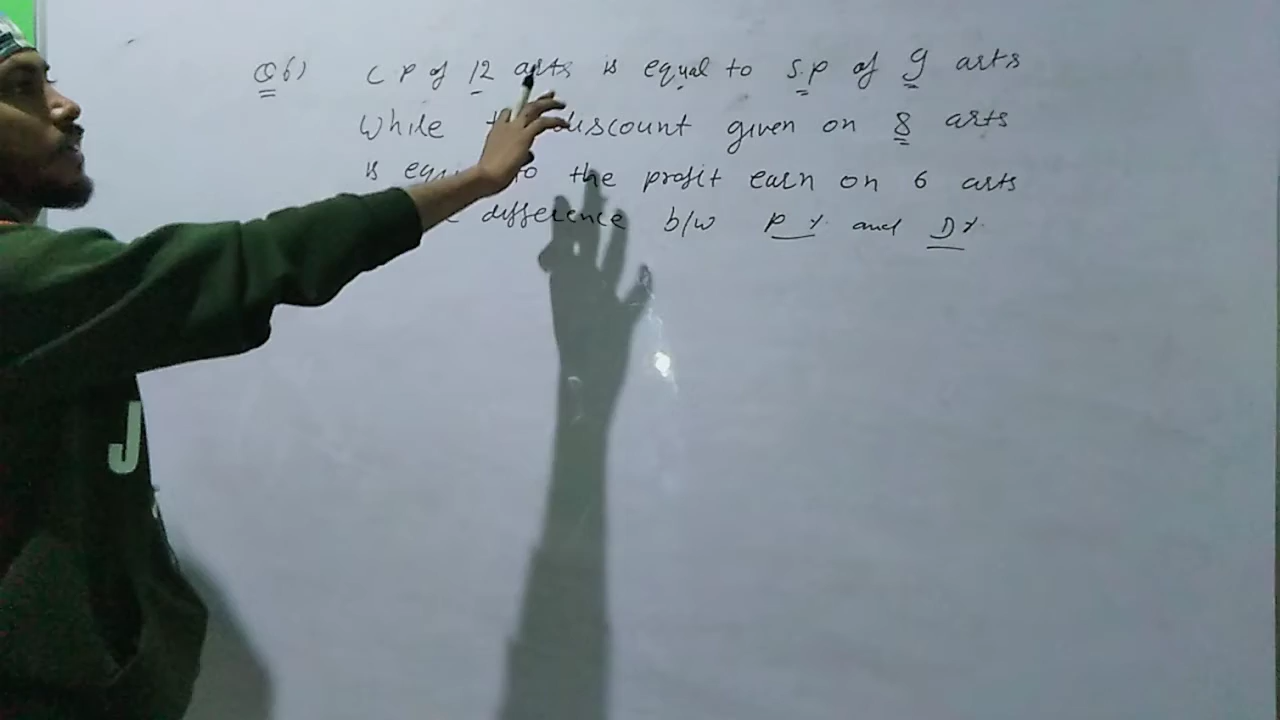 Q6) C P of 12 arts is equal to S.P of 9 arts
While discount given on 8 arts
is to the profit earn on 6 arts
difference b/w P % and D%
J